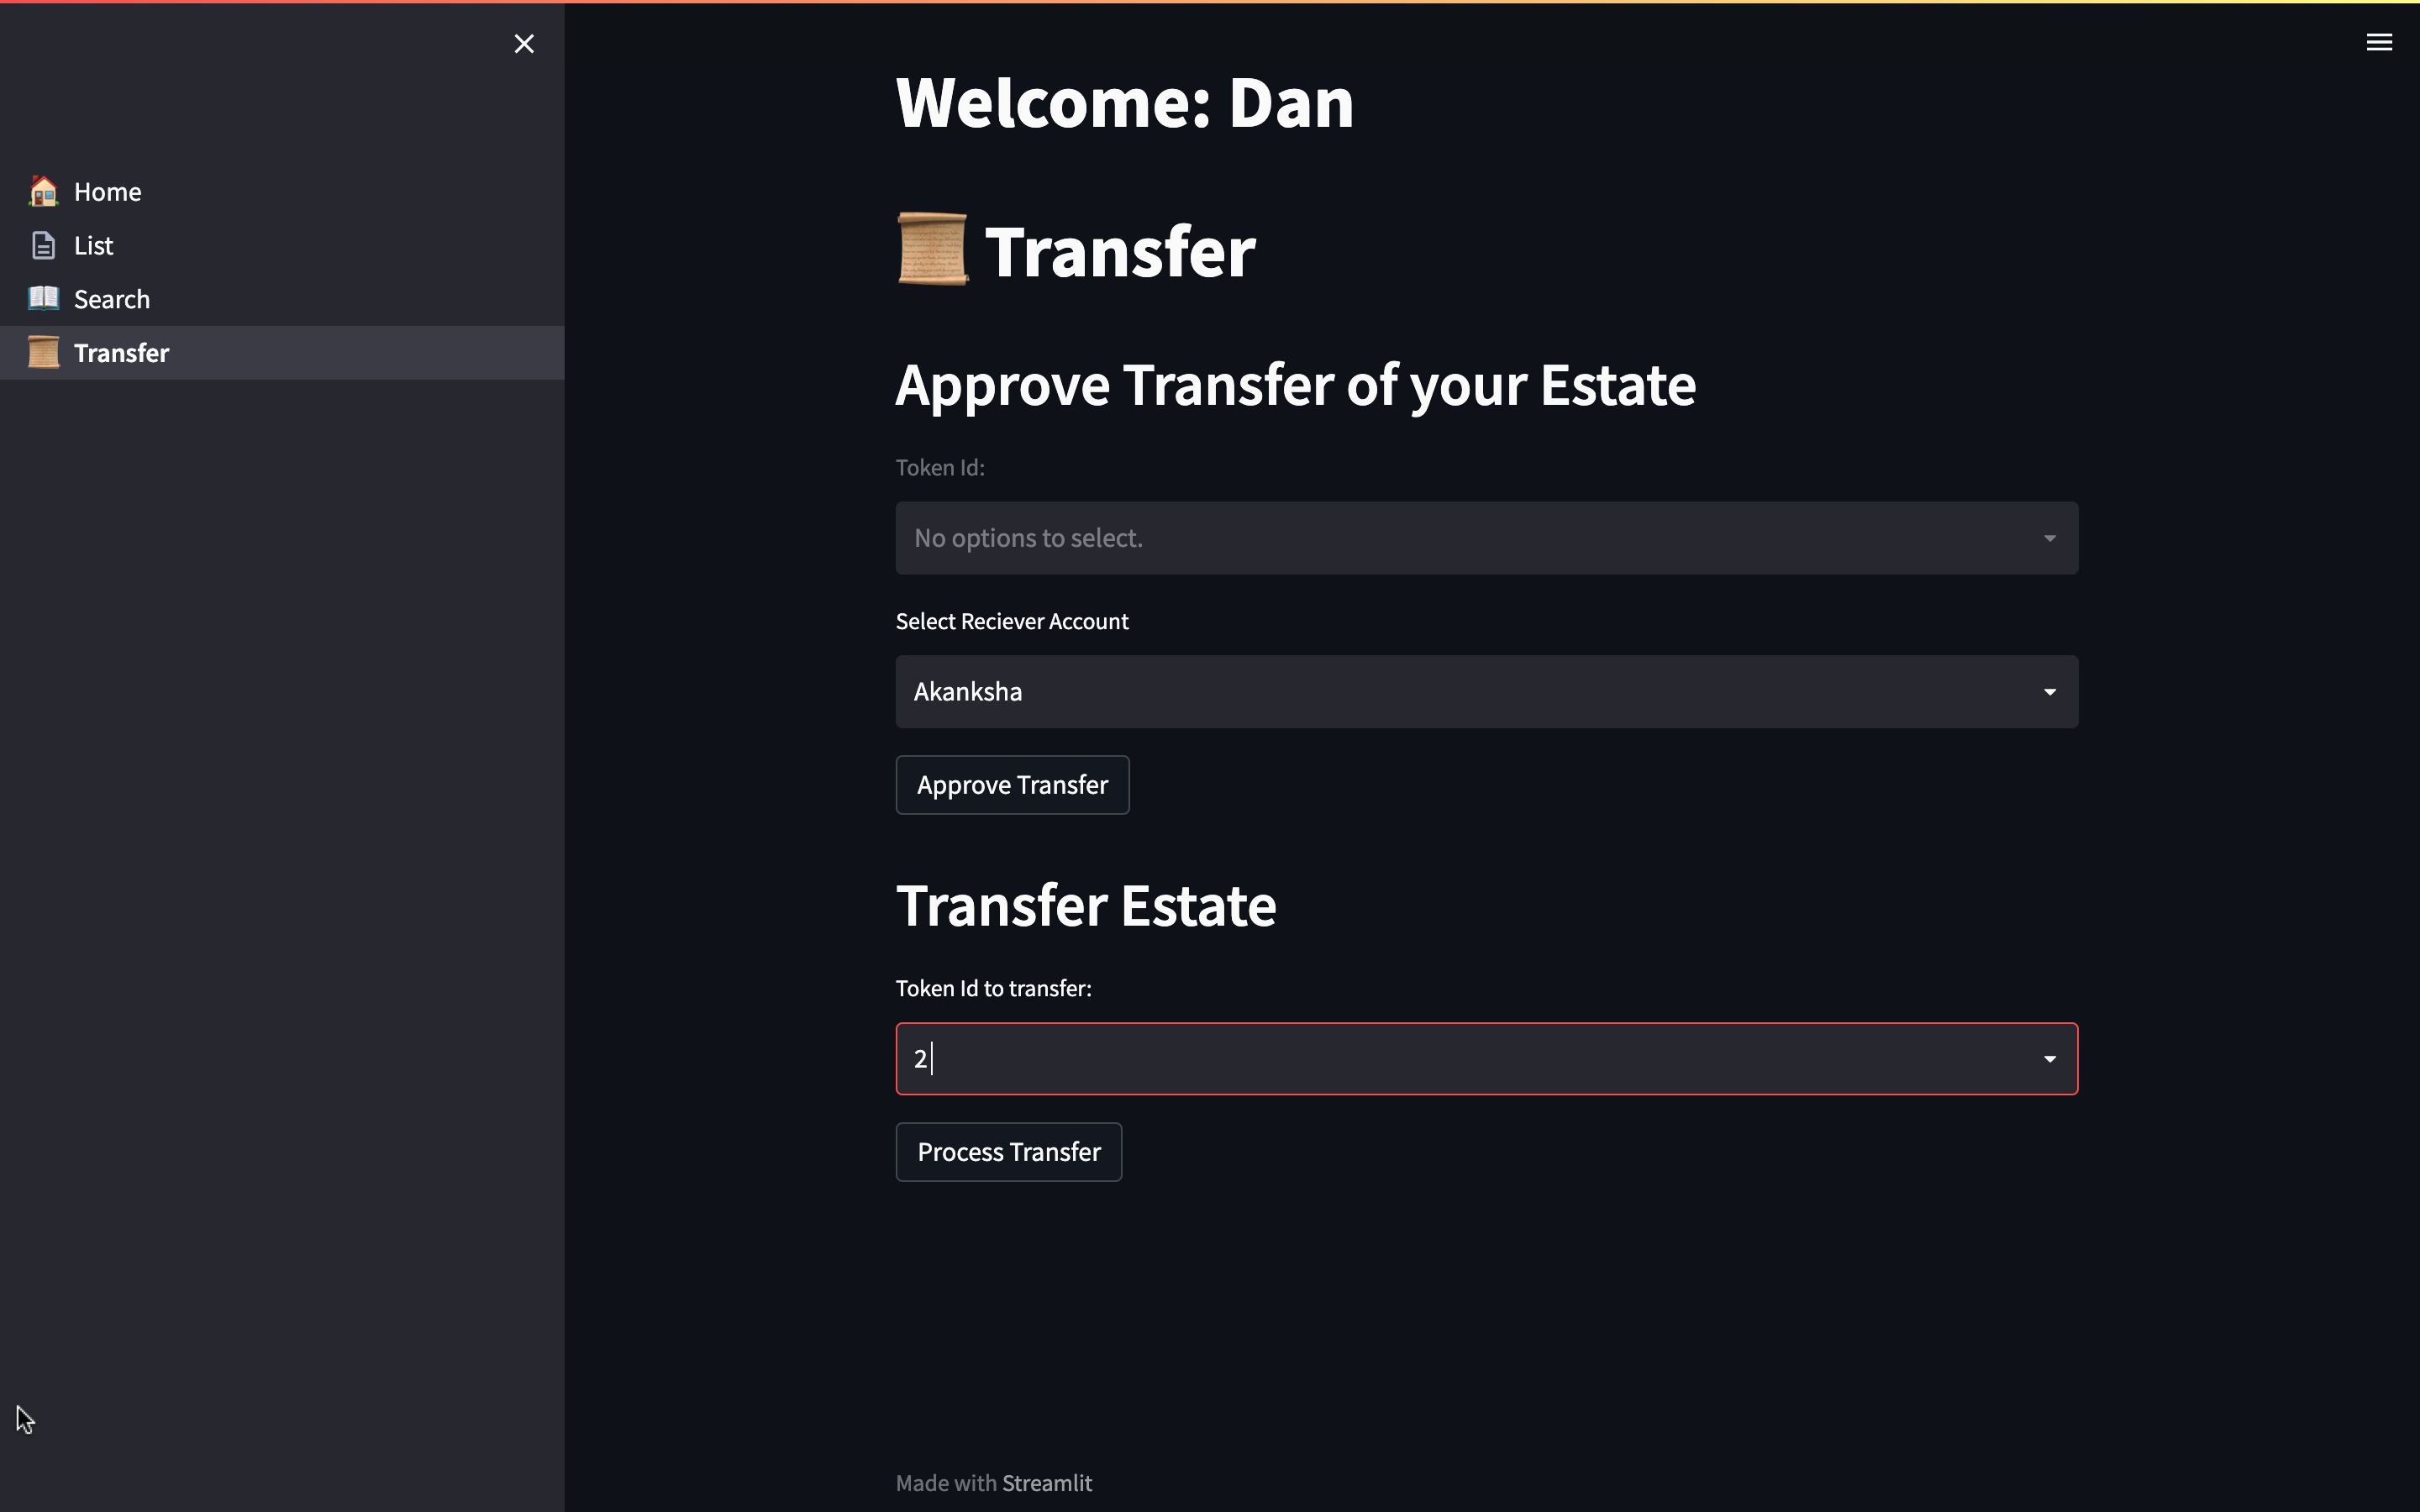 Home
List
Search
Transfer
Welcome: Dan
Transfer
Approve Transfer of your Estate
Token Id:
No options to select.
Select Reciever Account
Akanksha
Approve Transfer
Transfer Estate
Token Id to transfer:
2
Process Transfer
Made with Streamlit